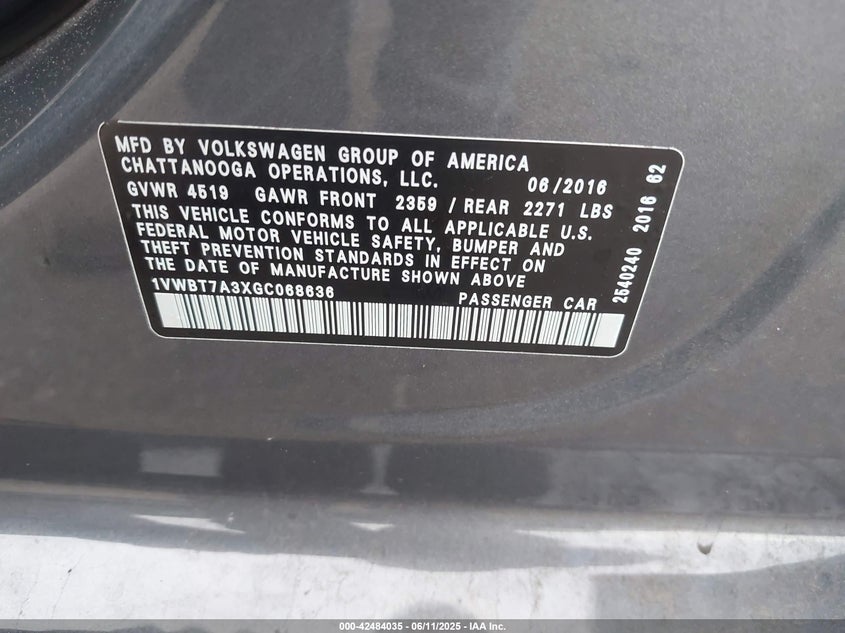 MFD BY VOLKSWAGEN GROUP OF AMERICA
CHATTANOOGA OPERATIONS, LLC.
06/2016
GVWR 4519 GAWR FRONT 2359 / REAR 2271 LBS
THIS VEHICLE CONFORMS TO ALL APPLICABLE U.S.
FEDERAL MOTOR VEHICLE SAFETY, BUMPER AND
THEFT PREVENTION STANDARDS IN EFFECT ON
THE DATE OF MANUFACTURE SHOWN ABOVE
1VWBT7A3XGC068636 PASSENGER CAR
2540240 2016 62
000-42484035 - 06/11/2025 - IAA Inc.